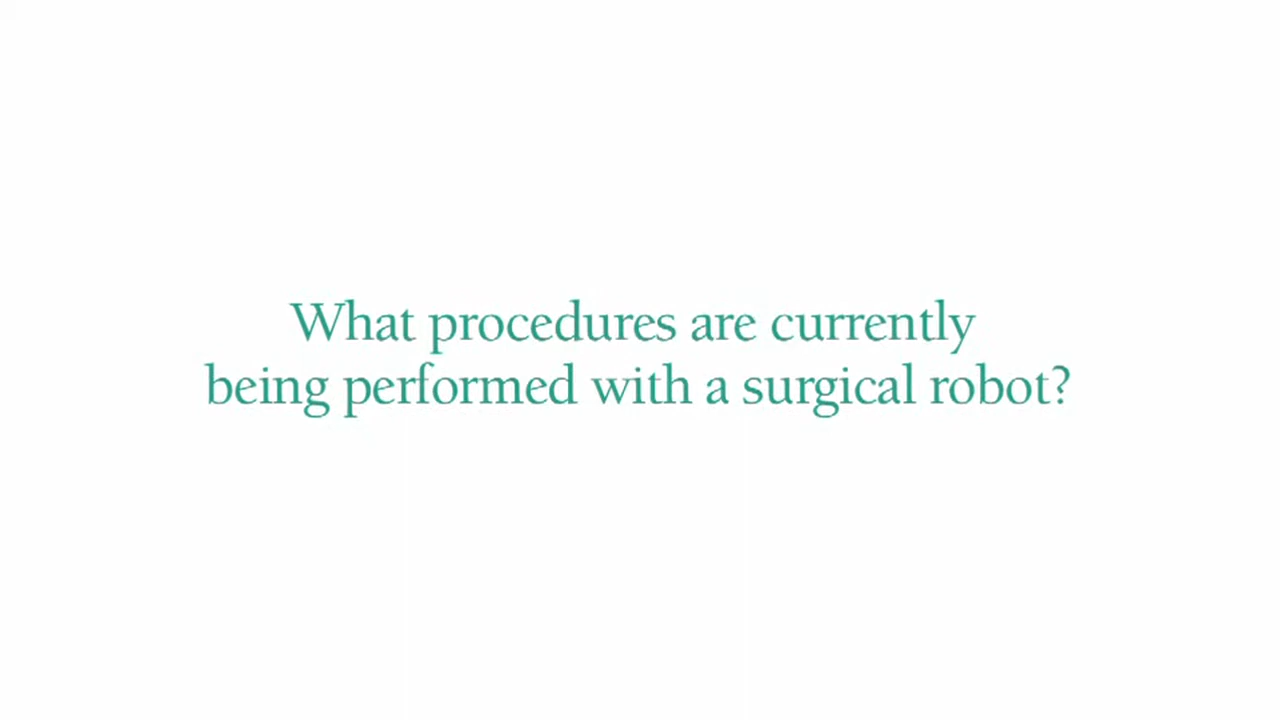 What procedures are currently
being performed with a surgical robot?